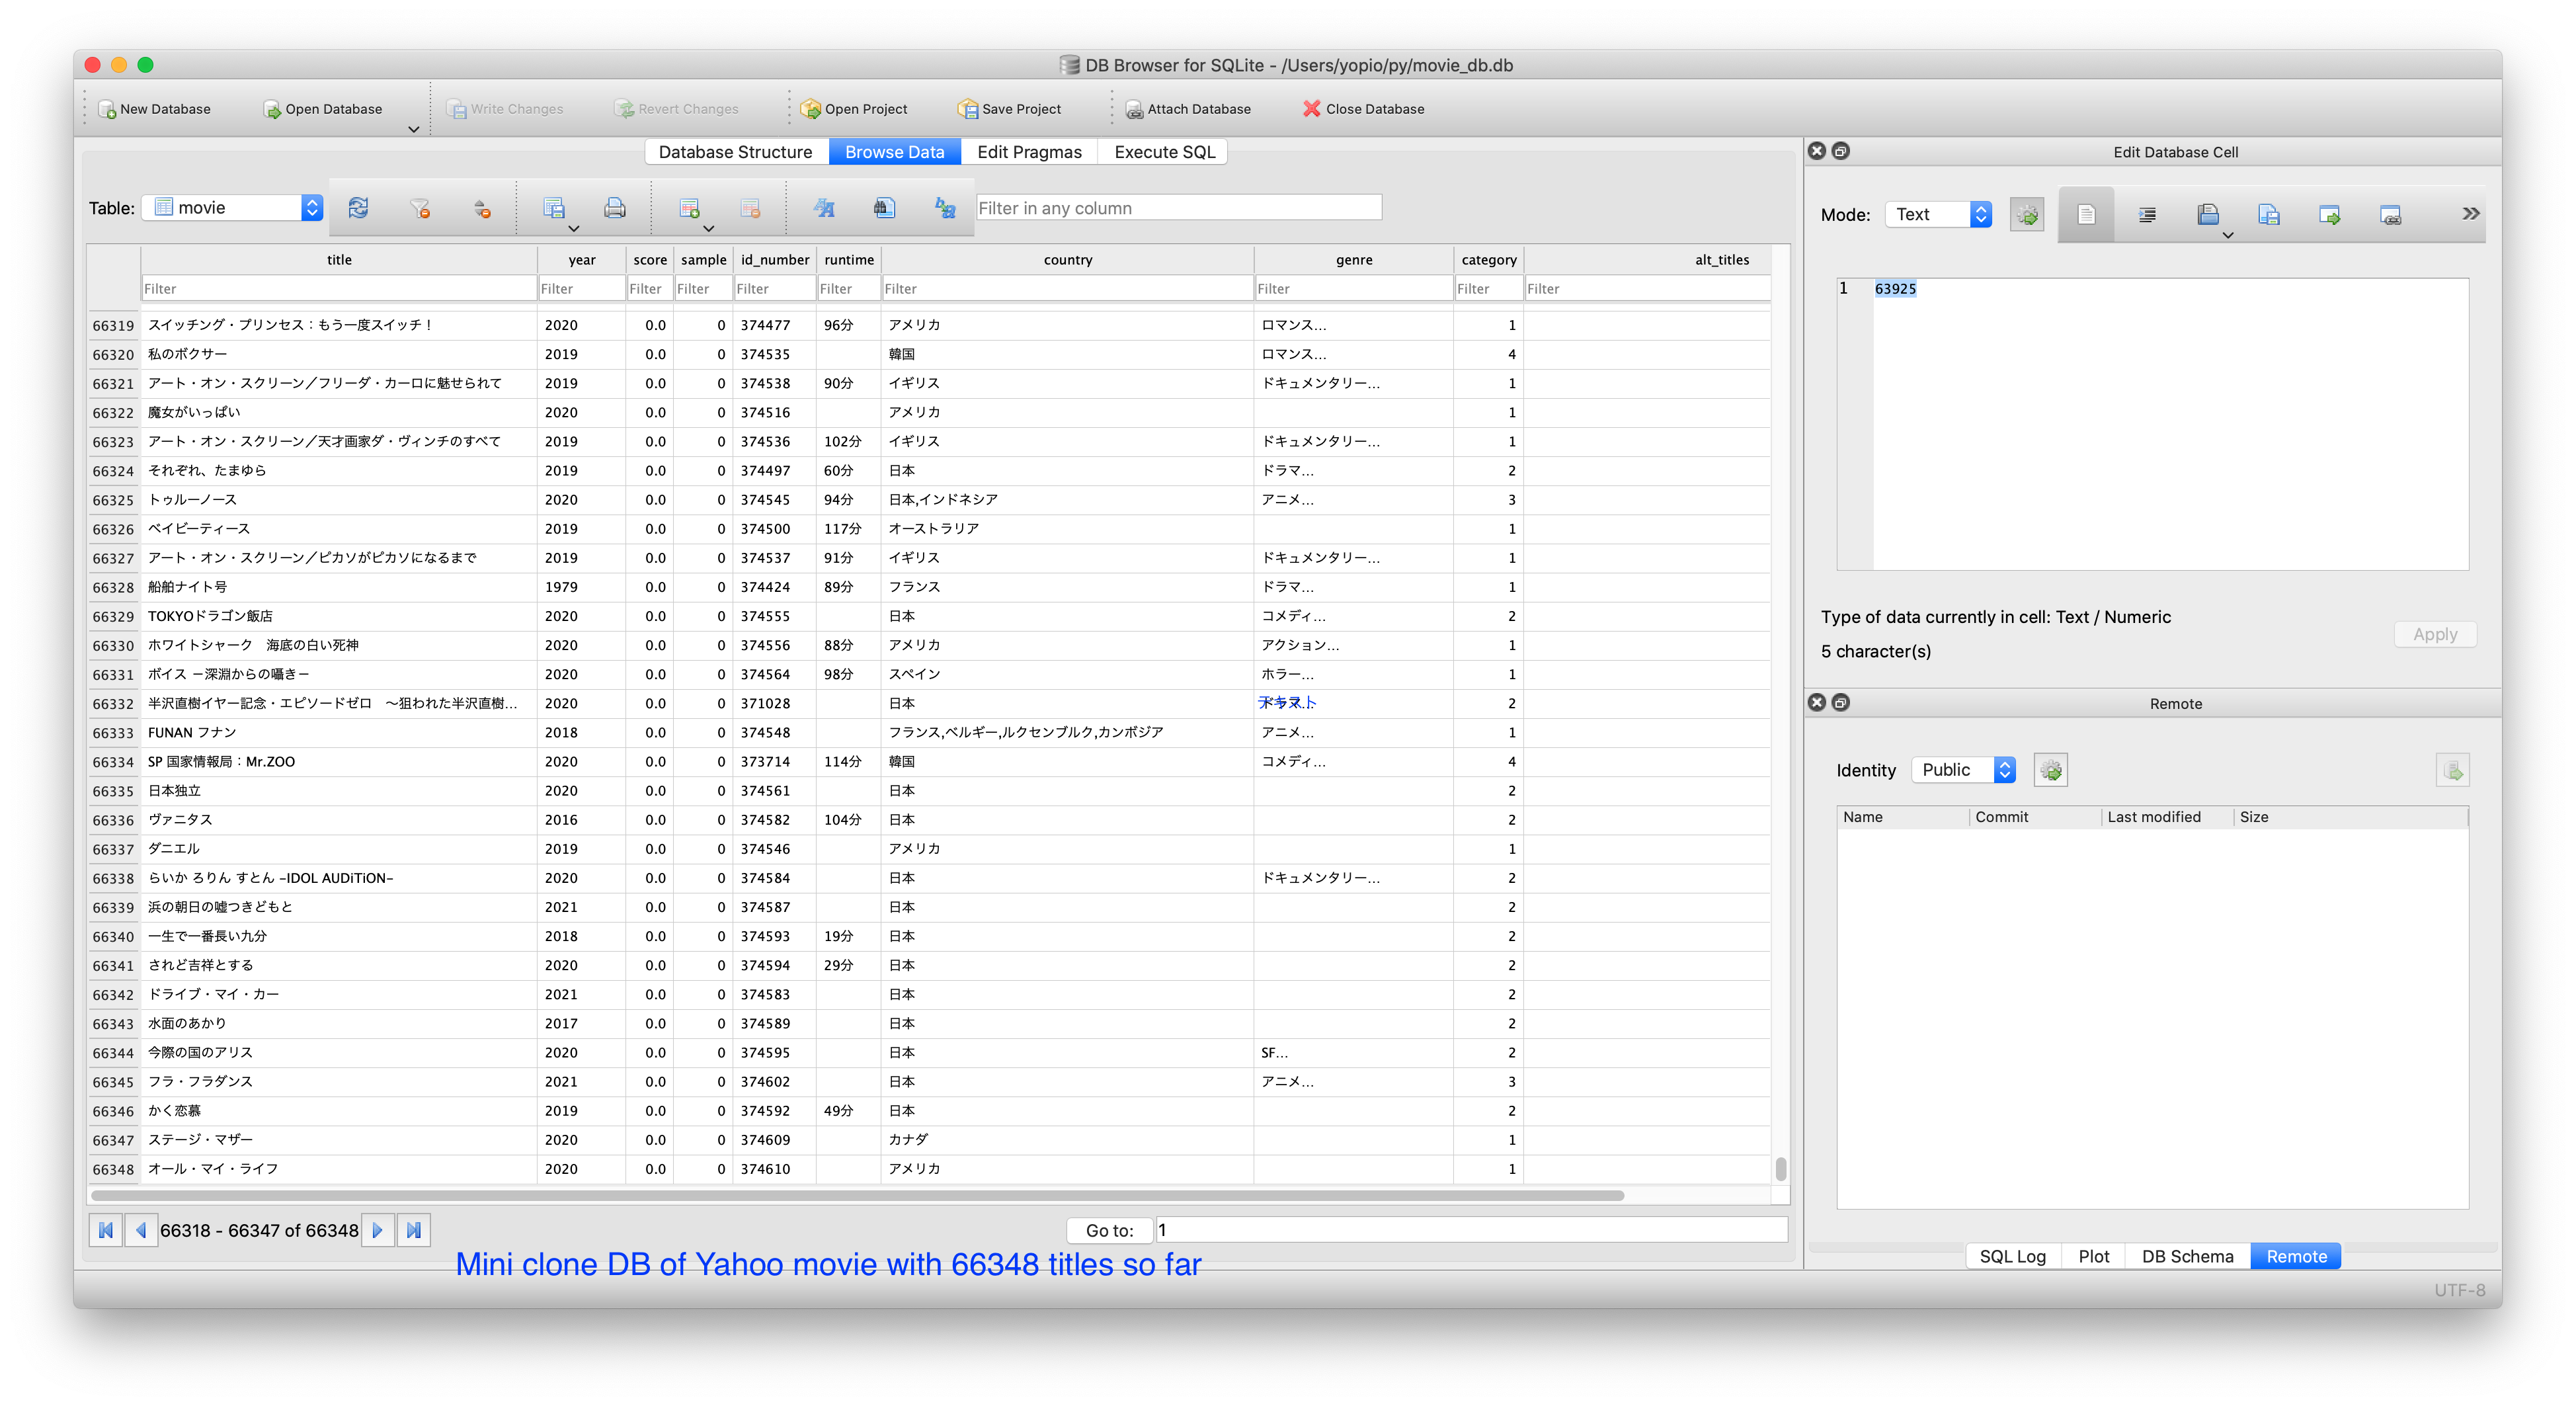 DB Browser for SQLite - /Users/yopio/py/movie_db.db
New Database Open Database Write Changes Revert Changes Open Project Save Project Attach Database Close Database
Database Structure Browse Data Edit Pragmas Execute SQL
Table: movie Filter in any column
title year score sample id_number runtime country genre category alt_titles
Filter Filter Filter Filter Filter Filter Filter Filter Filter Filter
66319 スイッチング・プリンセス：もう一度スイッチ！ 2020 0.0 0 374477 96分 アメリカ ロマンス... 1
66320 私のボクサー 2019 0.0 0 374535 韓国 ロマンス... 4
66321 アート・オン・スクリーン／フリーダ・カーロに魅せられて 2019 0.0 0 374538 90分 イギリス ドキュメンタリー... 1
66322 魔女がいっぱい 2020 0.0 0 374516 アメリカ 1
66323 アート・オン・スクリーン／天才画家ダ・ヴィンチのすべて 2019 0.0 0 374536 102分 イギリス ドキュメンタリー... 1
66324 それぞれ、たまゆら 2019 0.0 0 374497 60分 日本 ドラマ... 2
66325 トゥルーノース 2020 0.0 0 374545 94分 日本,インドネシア アニメ... 3
66326 ベイビーティース 2019 0.0 0 374500 117分 オーストラリア 1
66327 アート・オン・スクリーン／ピカソがピカソになるまで 2019 0.0 0 374537 91分 イギリス ドキュメンタリー... 1
66328 船舶ナイト号 1979 0.0 0 374424 89分 フランス ドラマ... 1
66329 TOKYOドラゴン飯店 2020 0.0 0 374555 日本 コメディ... 2
66330 ホワイトシャーク　海底の白い死神 2020 0.0 0 374556 88分 アメリカ アクション... 1
66331 ボイス －深淵からの囁き－ 2020 0.0 0 374564 98分 スペイン ホラー... 1
66332 半沢直樹イヤー記念・エピソードゼロ　～狙われた半沢直樹... 2020 0.0 0 371028 日本 ドラマ... テキスト 2
66333 FUNAN フナン 2018 0.0 0 374548 フランス,ベルギー,ルクセンブルク,カンボジア アニメ... 1
66334 SP 国家情報局：Mr.ZOO 2020 0.0 0 373714 114分 韓国 コメディ... 4
66335 日本独立 2020 0.0 0 374561 日本 2
66336 ヴァニタス 2016 0.0 0 374582 104分 日本 2
66337 ダニエル 2019 0.0 0 374546 アメリカ 1
66338 らいか ろりん すとん -IDOL AUDiTiON- 2020 0.0 0 374584 日本 ドキュメンタリー... 2
66339 浜の朝日の嘘つきどもと 2021 0.0 0 374587 日本 2
66340 一生で一番長い九分 2018 0.0 0 374593 19分 日本 2
66341 されど吉祥とする 2020 0.0 0 374594 29分 日本 2
66342 ドライブ・マイ・カー 2021 0.0 0 374583 日本 2
66343 水面のあかり 2017 0.0 0 374589 日本 2
66344 今際の国のアリス 2020 0.0 0 374595 日本 SF... 2
66345 フラ・フラダンス 2021 0.0 0 374602 日本 アニメ... 3
66346 かく恋慕 2019 0.0 0 374592 49分 日本 2
66347 ステージ・マザー 2020 0.0 0 374609 カナダ 1
66348 オール・マイ・ライフ 2020 0.0 0 374610 アメリカ 1
66318 - 66347 of 66348 Go to: 1
Mini clone DB of Yahoo movie with 66348 titles so far
Edit Database Cell
Mode: Text
1 63925
Type of data currently in cell: Text / Numeric
Apply
5 character(s)
Remote
Identity Public
Name Commit Last modified Size
SQL Log Plot DB Schema Remote
UTF-8